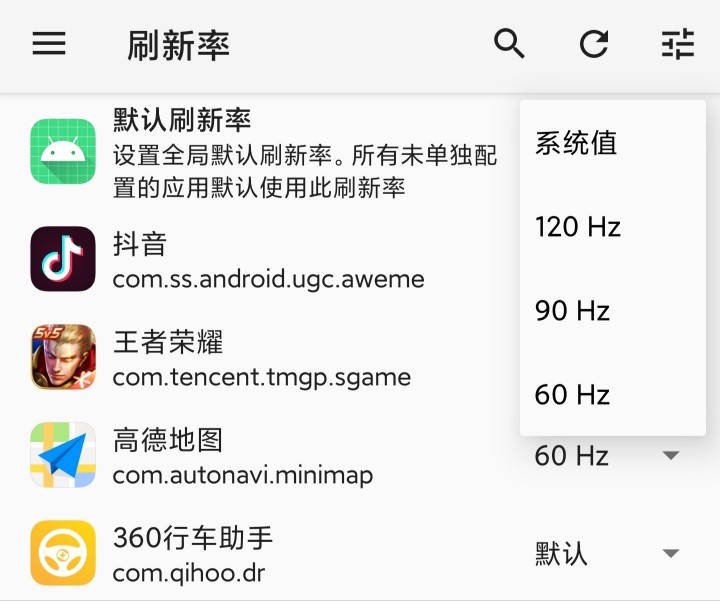 刷新率
默认刷新率
设置全局默认刷新率。所有未单独配
置的应用默认使用此刷新率
系统值
120 Hz
90 Hz
60 Hz
抖音
com.ss.android.ugc.aweme
5v5
王者荣耀
com.tencent.tmgp.sgame
高德地图
com.autonavi.minimap
60 Hz
360行车助手
com.qihoo.dr
默认